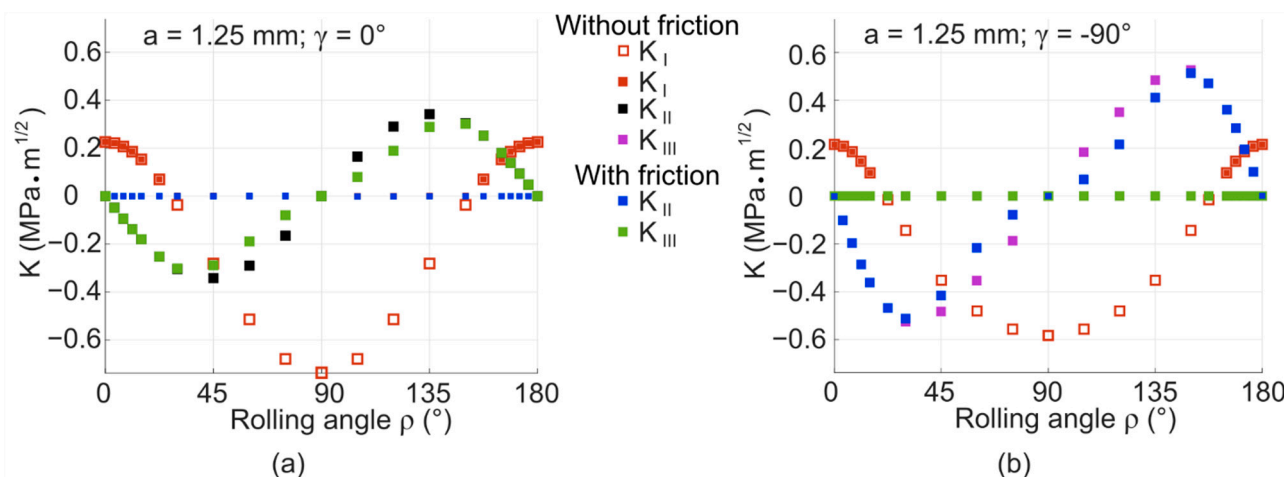 a = 1.25 mm; γ = 0°
0.6
0.4
0.2
0
−0.2
−0.4
−0.6
K (MPa.m1/2)
0 45 90 135 180
Rolling angle ρ (°)
(a)
Without friction
K I
K I
K II
K III
With friction
K II
K III
a = 1.25 mm; γ = -90°
0.6
0.4
0.2
0
−0.2
−0.4
−0.6
K (MPa.m1/2)
0 45 90 135 180
Rolling angle ρ (°)
(b)